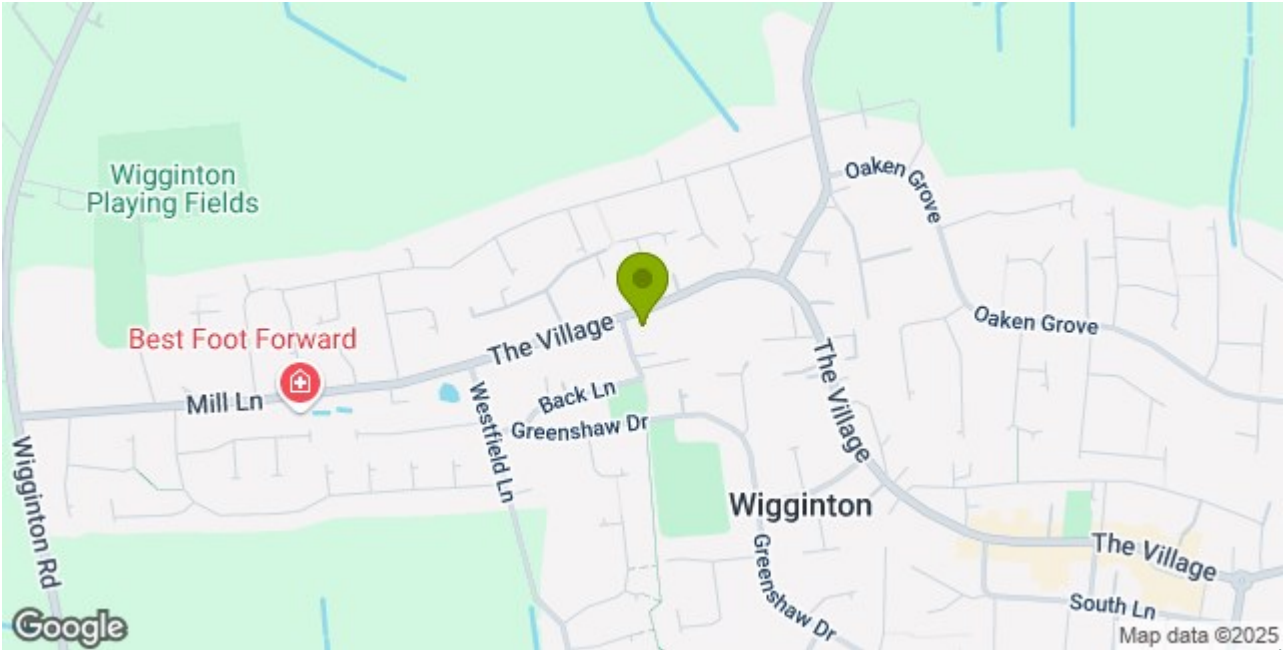 Oaken Grove
Wigginton
Playing Fields
Oaken Grove
Best Foot Forward
The Village
The Village
Mill Ln
Back Ln
Westfield Ln
Greenshaw Dr
Wigginton Rd
Wigginton
Greenshaw Dr
The Village
South Ln
Google
Map data ©2025